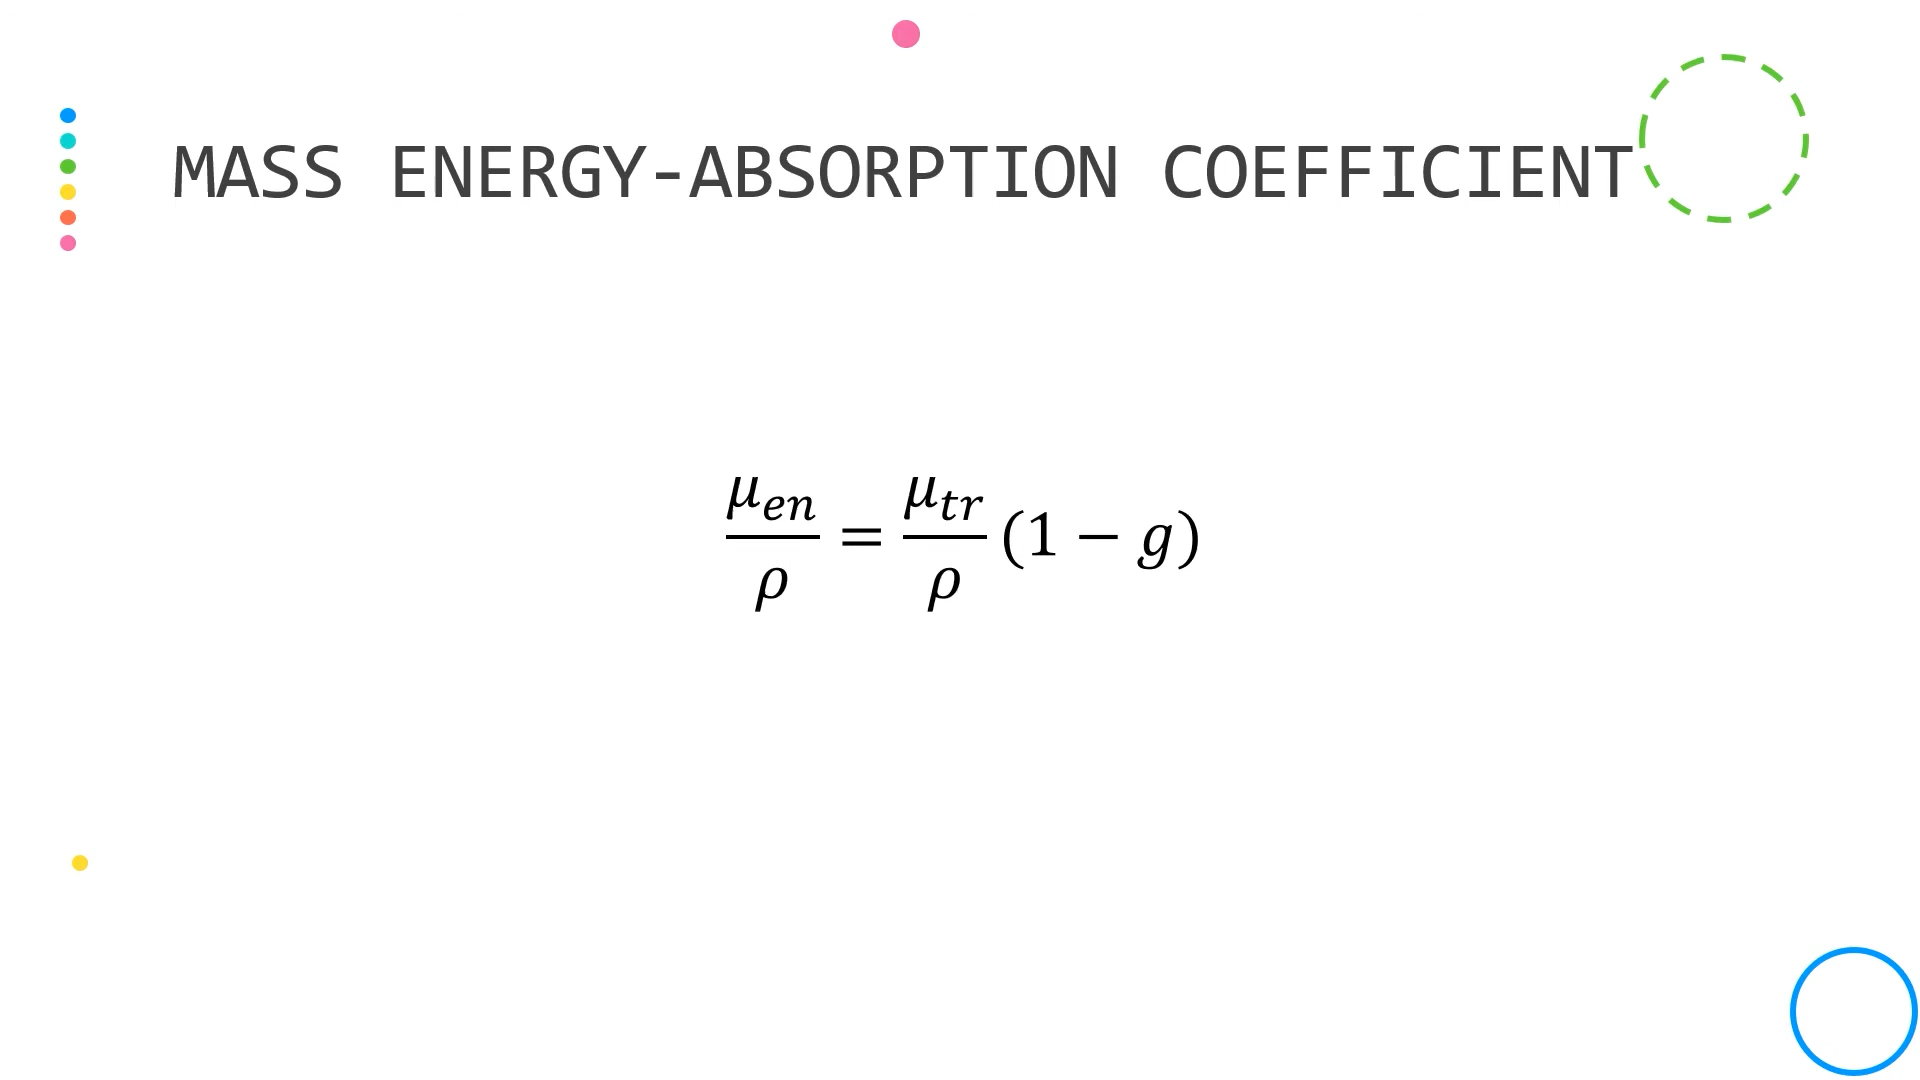 MASS ENERGY-ABSORPTION COEFFICIENT
𝜇ₑₙ/𝜌 = 𝜇ₜᵣ/𝜌 (1 − 𝑔)